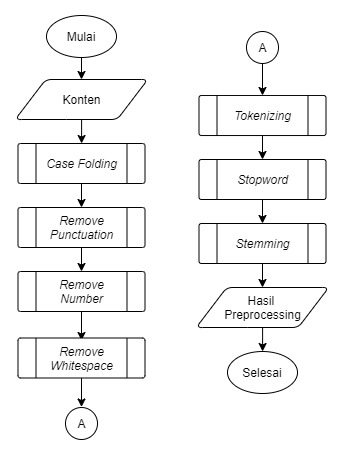 Mulai
Konten
Case Folding
Remove
Punctuation
Remove
Number
Remove
Whitespace
A
A
Tokenizing
Stopword
Stemming
Hasil
Preprocessing
Selesai